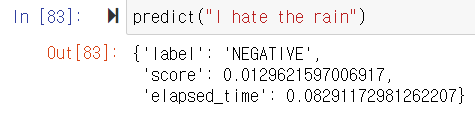 In [83]: predict("I hate the rain")
Out[83]: {'label': 'NEGATIVE',
'score': 0.0129621597006917,
'elapsed_time': 0.08291172981262207}